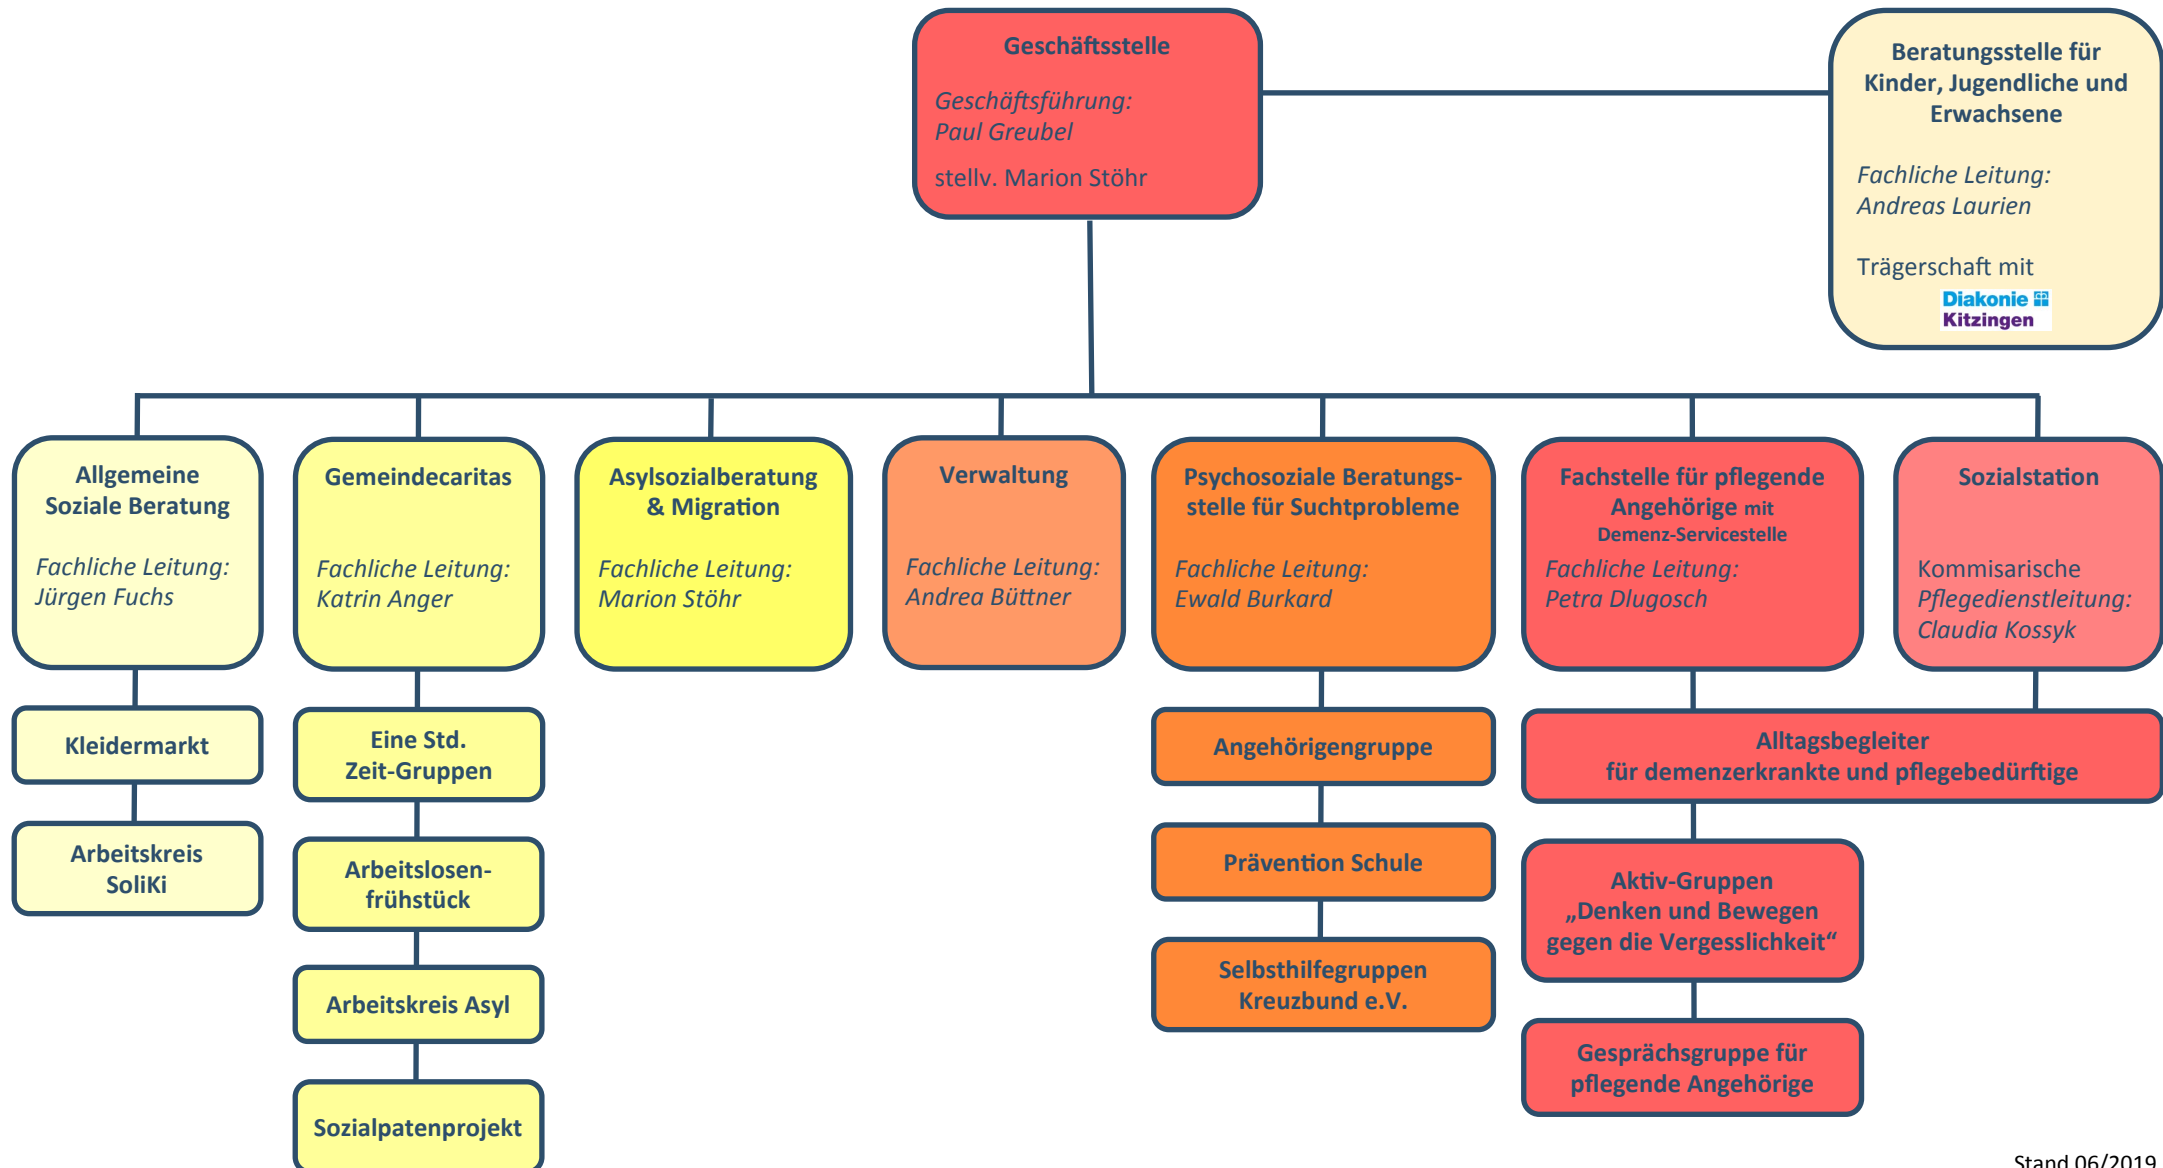 Geschäftsstelle
Geschäftsführung:
Paul Greubel
stellv. Marion Stöhr
Beratungsstelle für
Kinder, Jugendliche und
Erwachsene
Fachliche Leitung:
Andreas Laurien
Trägerschaft mit
Diakonie
Kitzingen
Allgemeine
Soziale Beratung
Fachliche Leitung:
Jürgen Fuchs
Gemeindecaritas
Fachliche Leitung:
Katrin Anger
Asylsozialberatung
& Migration
Fachliche Leitung:
Marion Stöhr
Verwaltung
Fachliche Leitung:
Andrea Büttner
Psychosoziale Beratungs-
stelle für Suchtprobleme
Fachliche Leitung:
Ewald Burkard
Fachstelle für pflegende
Angehörige mit
Demenz-Servicestelle
Fachliche Leitung:
Petra Dlugosch
Sozialstation
Kommisarische
Pflegedienstleitung:
Claudia Kossyk
Kleidermarkt
Arbeitskreis
SoliKi
Eine Std.
Zeit-Gruppen
Arbeitslosen-
frühstück
Arbeitskreis Asyl
Sozialpatenprojekt
Angehörigengruppe
Prävention Schule
Selbsthilfegruppen
Kreuzbund e.V.
Alltagsbegleiter
für demenzerkrankte und pflegebedürftige
Aktiv-Gruppen
„Denken und Bewegen
gegen die Vergesslichkeit“
Gesprächsgruppe für
pflegende Angehörige
Stand 06/2019